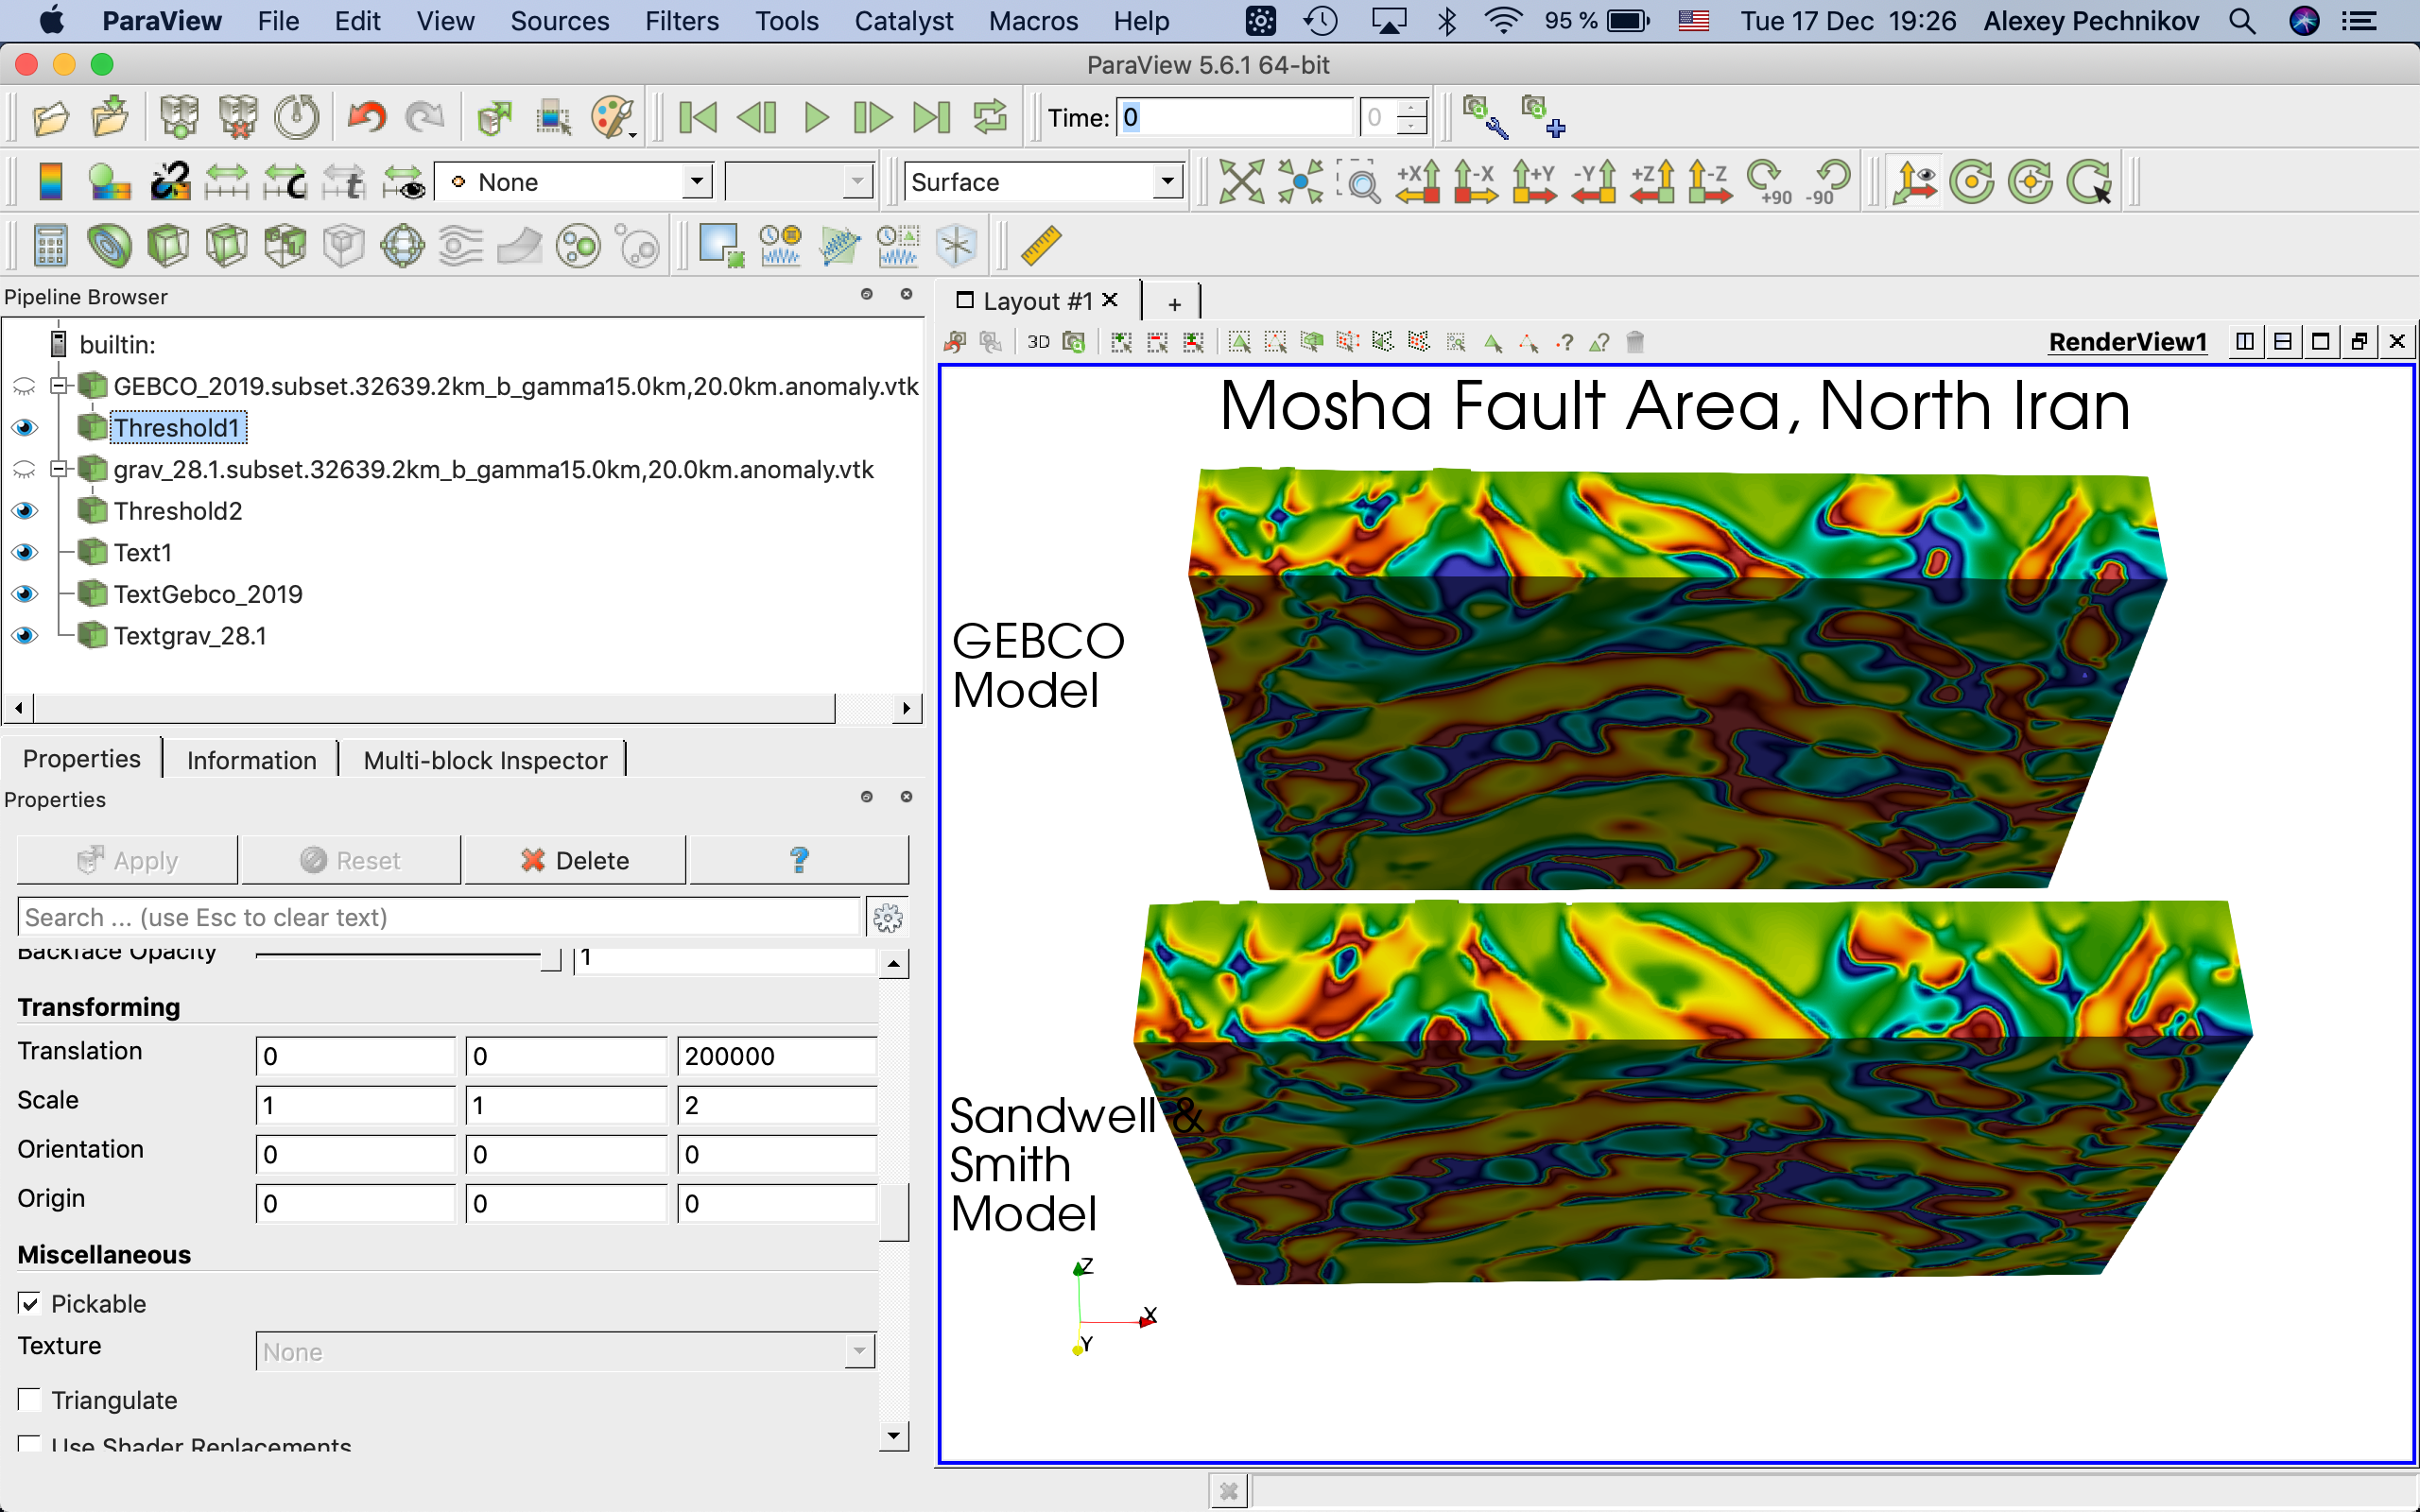 ParaView File Edit View Sources Filters Tools Catalyst Macros Help 95 % Tue 17 Dec 19:26 Alexey Pechnikov
ParaView 5.6.1 64-bit
Time: 0 0
None Surface +X -X +Y -Y +Z -Z +90 -90
Pipeline Browser
builtin:
GEBCO_2019.subset.32639.2km_b_gamma15.0km,20.0km.anomaly.vtk
Threshold1
grav_28.1.subset.32639.2km_b_gamma15.0km,20.0km.anomaly.vtk
Threshold2
Text1
TextGebco_2019
Textgrav_28.1
Properties Information Multi-block Inspector
Properties
Apply Reset Delete ?
Search ... (use Esc to clear text)
Backface Opacity 1
Transforming
Translation 0 0 200000
Scale 1 1 2
Orientation 0 0 0
Origin 0 0 0
Miscellaneous
Pickable
Texture None
Triangulate
Use Shader Replacements
Layout #1 +
3D RenderView1
Mosha Fault Area, North Iran
GEBCO
Model
Sandwell &
Smith
Model
Z
X
Y